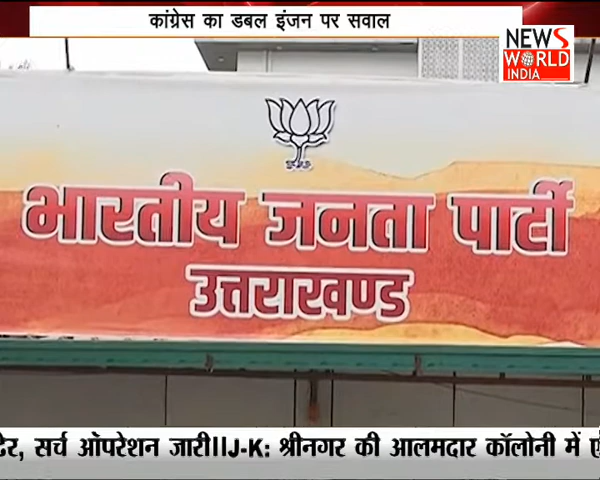 कांग्रेस का डबल इंजन पर सवाल
NEWS
WORLD
INDIA
भारतीय जनता पार्टी
उत्तराखण्ड
सर्च ऑपरेशन जारी||J-K: श्रीनगर की आलमदार कॉलोनी में